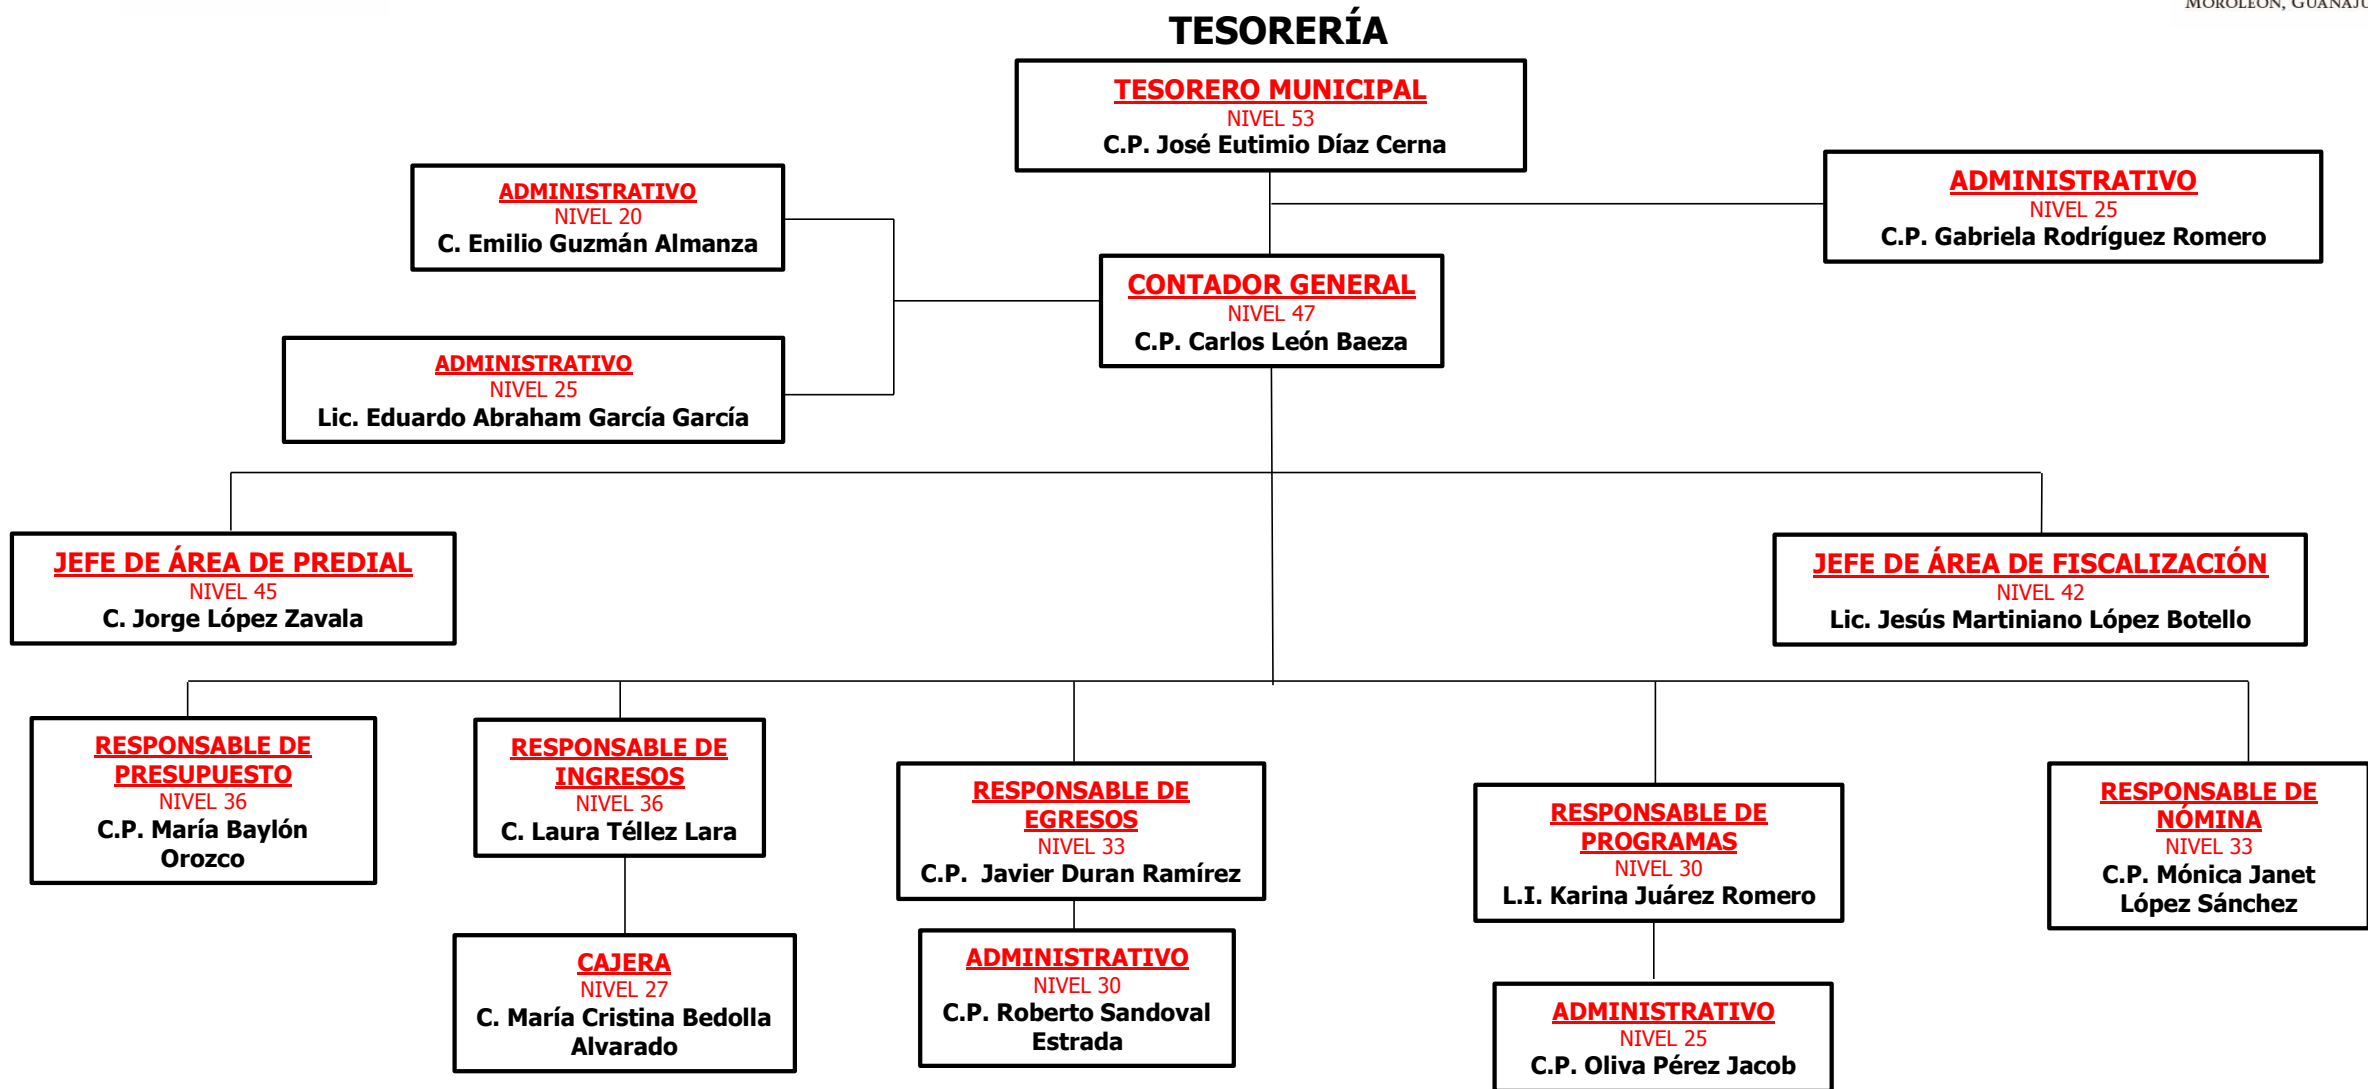 MOROLEÓN, GUANAJU
TESORERÍA
TESORERO MUNICIPAL
NIVEL 53
C.P. José Eutimio Díaz Cerna
ADMINISTRATIVO
NIVEL 20
C. Emilio Guzmán Almanza
ADMINISTRATIVO
NIVEL 25
C.P. Gabriela Rodríguez Romero
CONTADOR GENERAL
NIVEL 47
C.P. Carlos León Baeza
ADMINISTRATIVO
NIVEL 25
Lic. Eduardo Abraham García García
JEFE DE ÁREA DE PREDIAL
NIVEL 45
C. Jorge López Zavala
JEFE DE ÁREA DE FISCALIZACIÓN
NIVEL 42
Lic. Jesús Martiniano López Botello
RESPONSABLE DE
PRESUPUESTO
NIVEL 36
C.P. María Baylón
Orozco
RESPONSABLE DE
INGRESOS
NIVEL 36
C. Laura Téllez Lara
RESPONSABLE DE
EGRESOS
NIVEL 33
C.P. Javier Duran Ramírez
RESPONSABLE DE
PROGRAMAS
NIVEL 30
L.I. Karina Juárez Romero
RESPONSABLE DE
NÓMINA
NIVEL 33
C.P. Mónica Janet
López Sánchez
CAJERA
NIVEL 27
C. María Cristina Bedolla
Alvarado
ADMINISTRATIVO
NIVEL 30
C.P. Roberto Sandoval
Estrada
ADMINISTRATIVO
NIVEL 25
C.P. Oliva Pérez Jacob